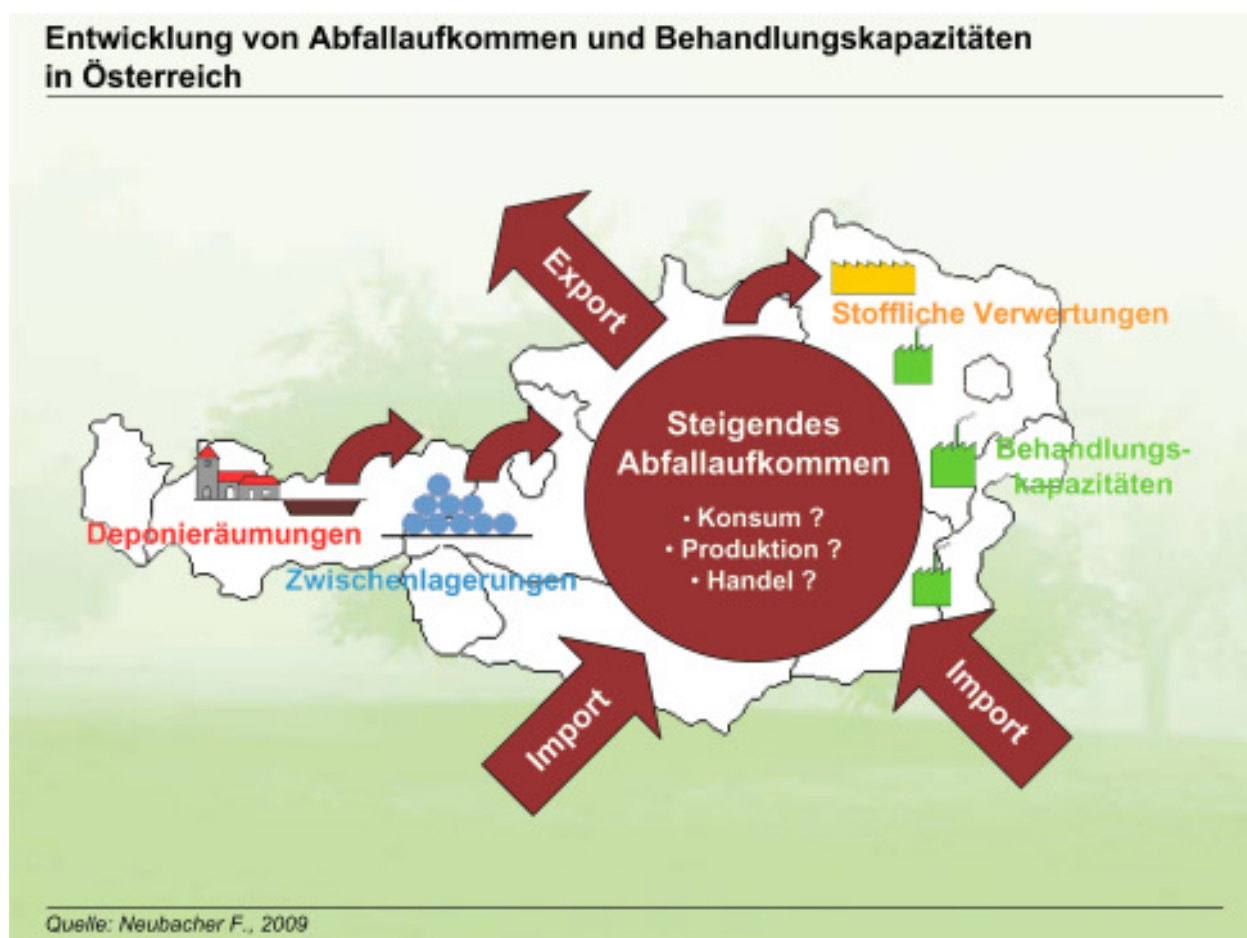 Entwicklung von Abfallaufkommen und Behandlungskapazitäten
in Österreich
Export
Stoffliche Verwertungen
Steigendes
Abfallaufkommen
• Konsum ?
• Produktion ?
• Handel ?
Behandlungs-
kapazitäten
Deponieräumungen
Zwischenlagerungen
Import
Import
Quelle: Neubacher F., 2009